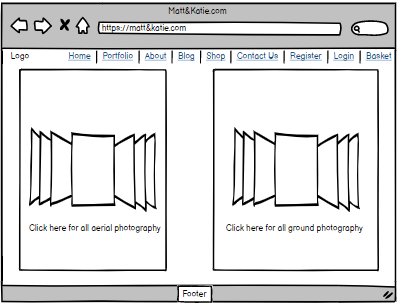 Matt&Katie.com
https://matt&katie.com
Logo Home Portfolio About Blog Shop Contact Us Register Login Basket
Click here for all aerial photography Click here for all ground photography
Footer